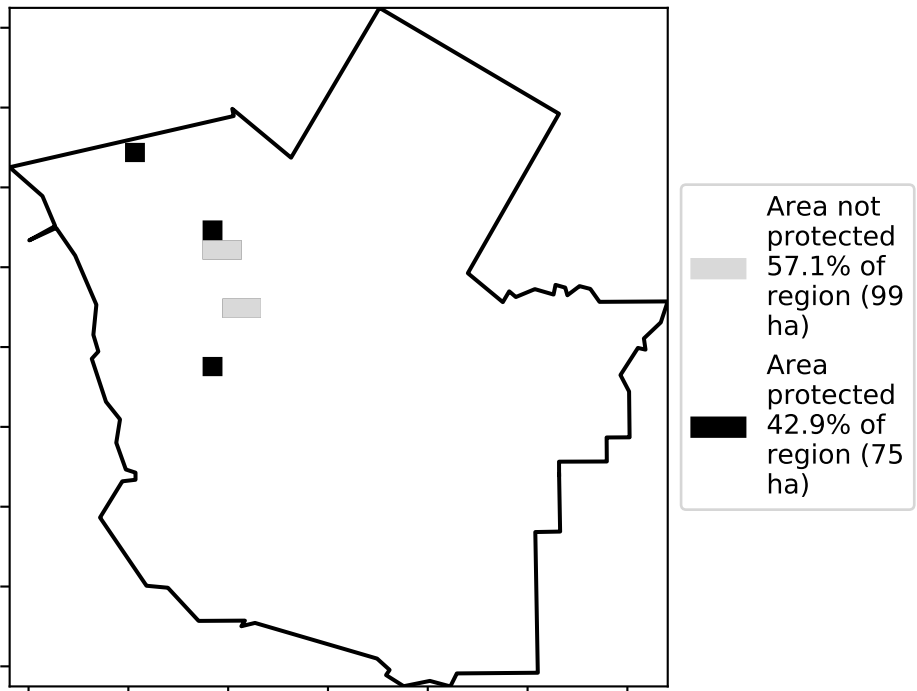 Area not
protected
57.1% of
region (99
ha)
Area
protected
42.9% of
region (75
ha)